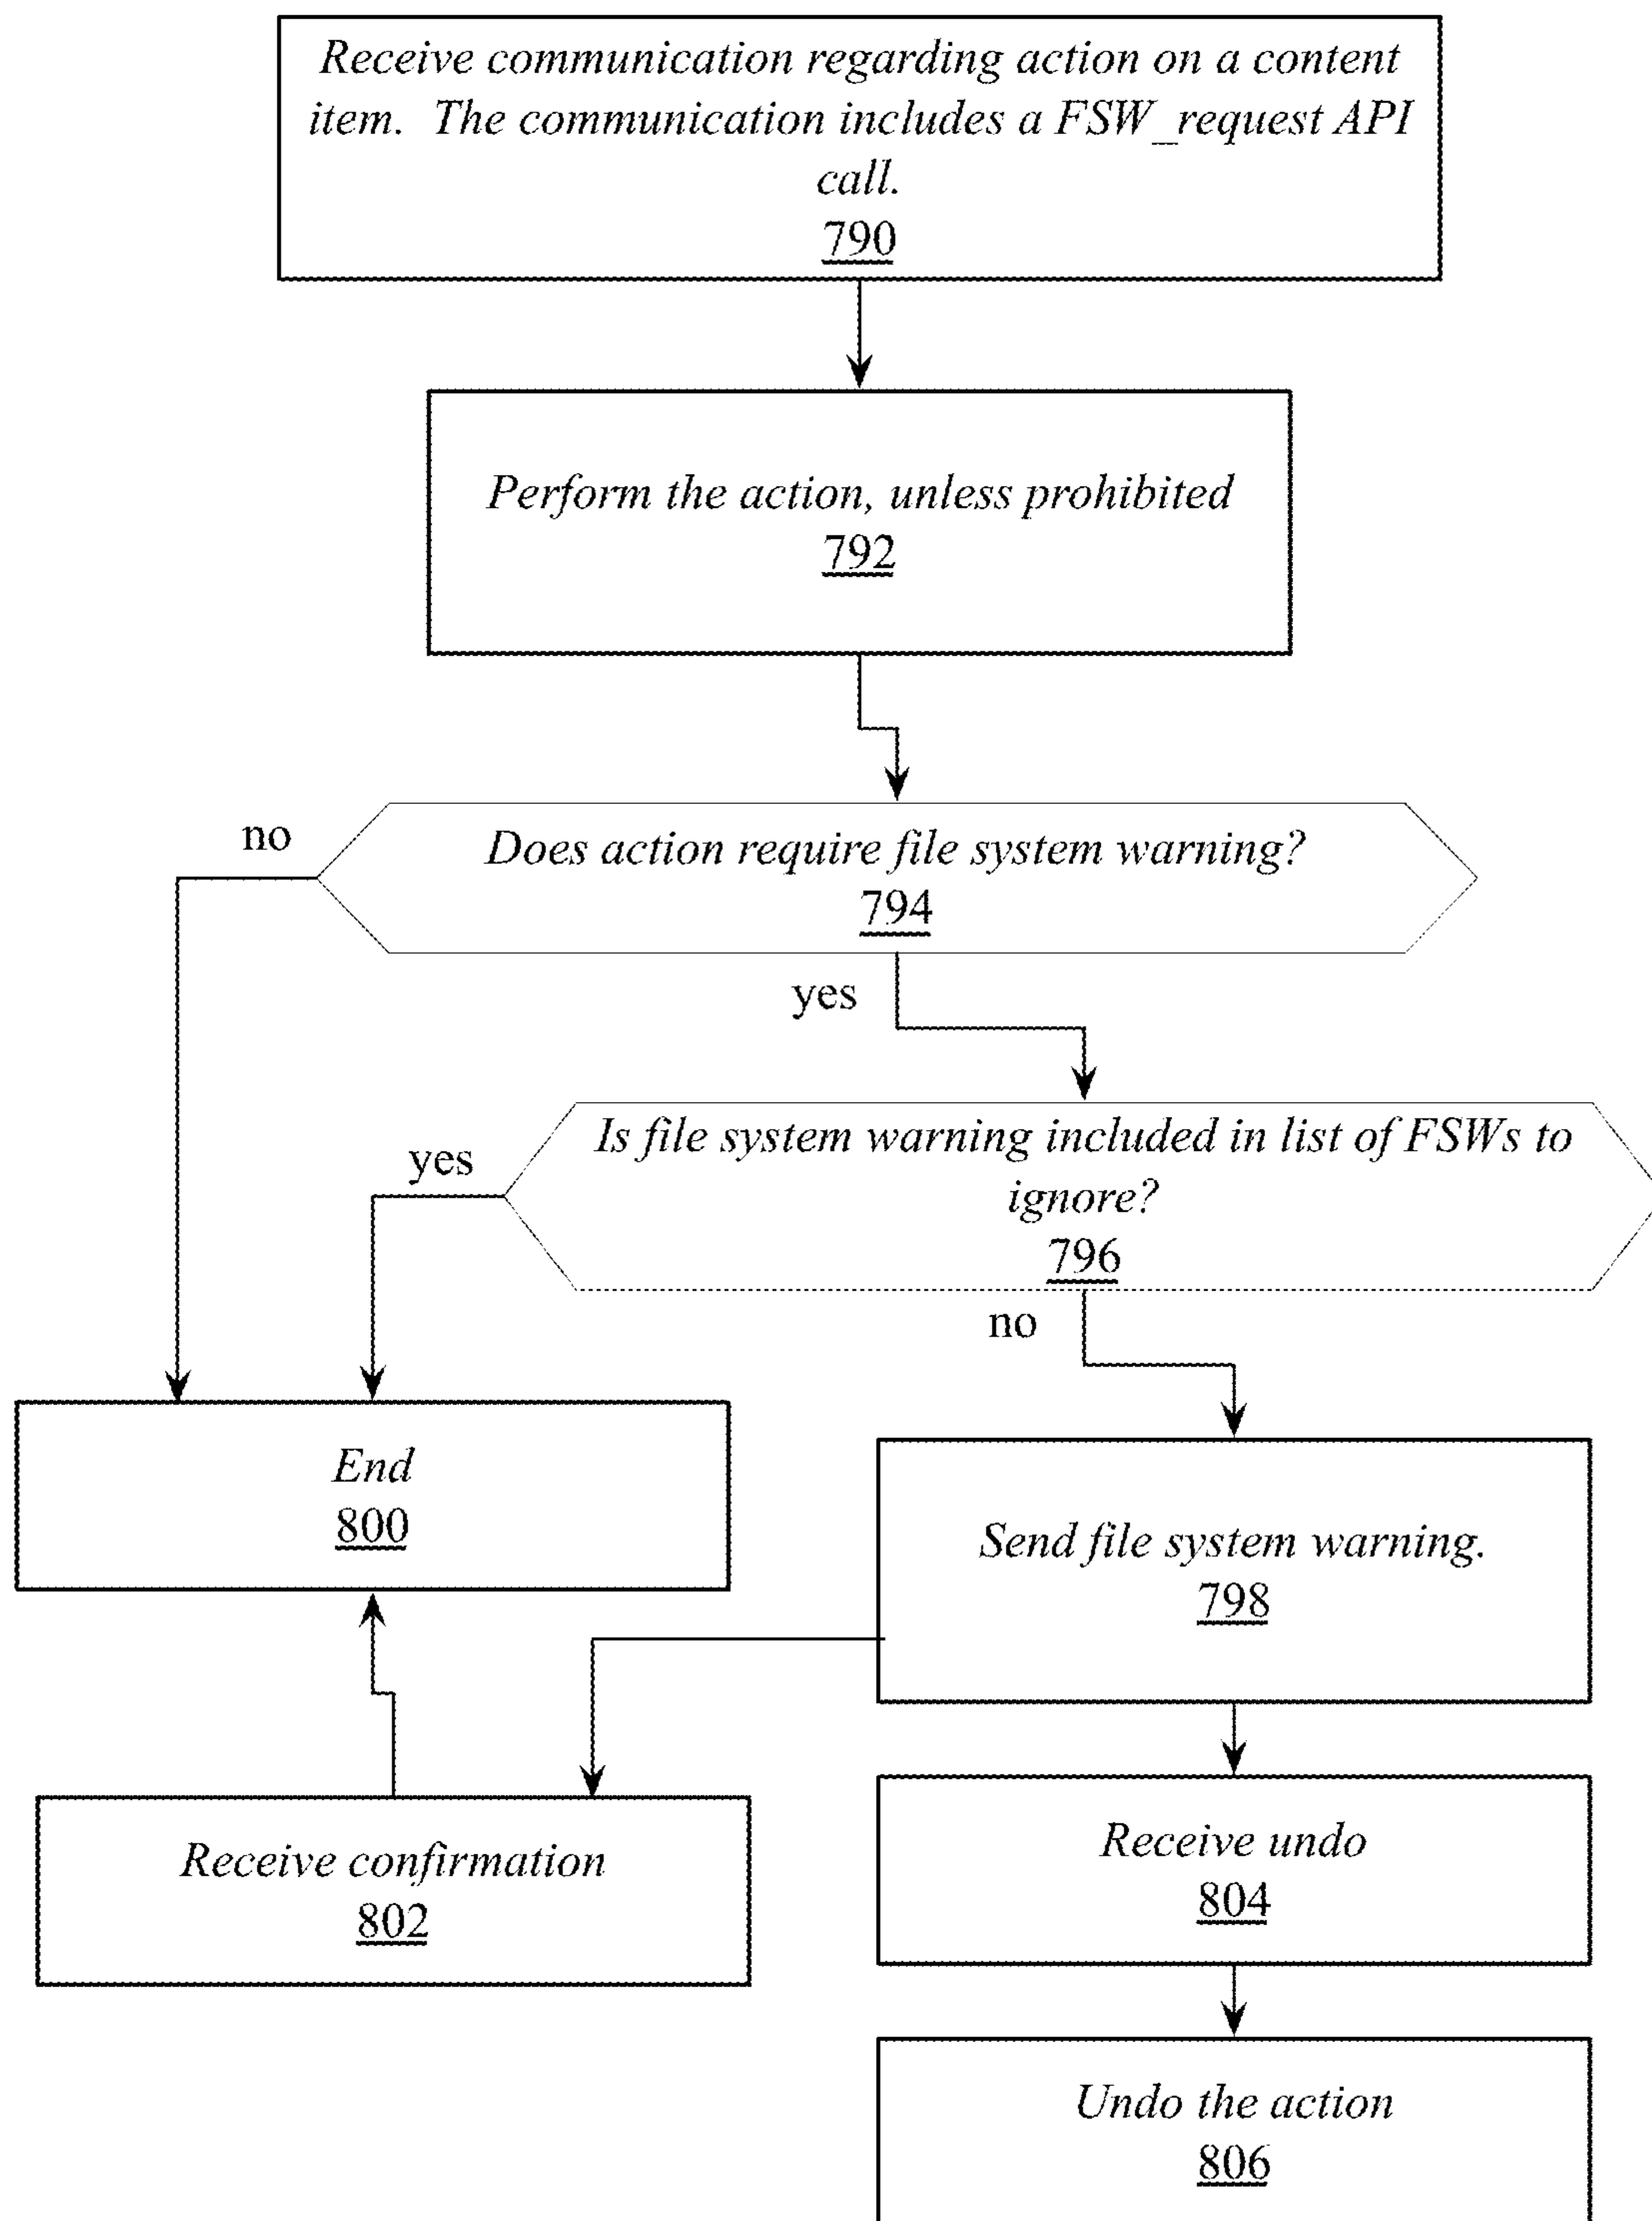 Receive communication regarding action on a content
item. The communication includes a FSW_request API
call.
790
Perform the action, unless prohibited
792
no
Does action require file system warning?
794
yes
yes
Is file system warning included in list of FSWs to
ignore?
796
no
End
800
Send file system warning.
798
Receive confirmation
802
Receive undo
804
Undo the action
806